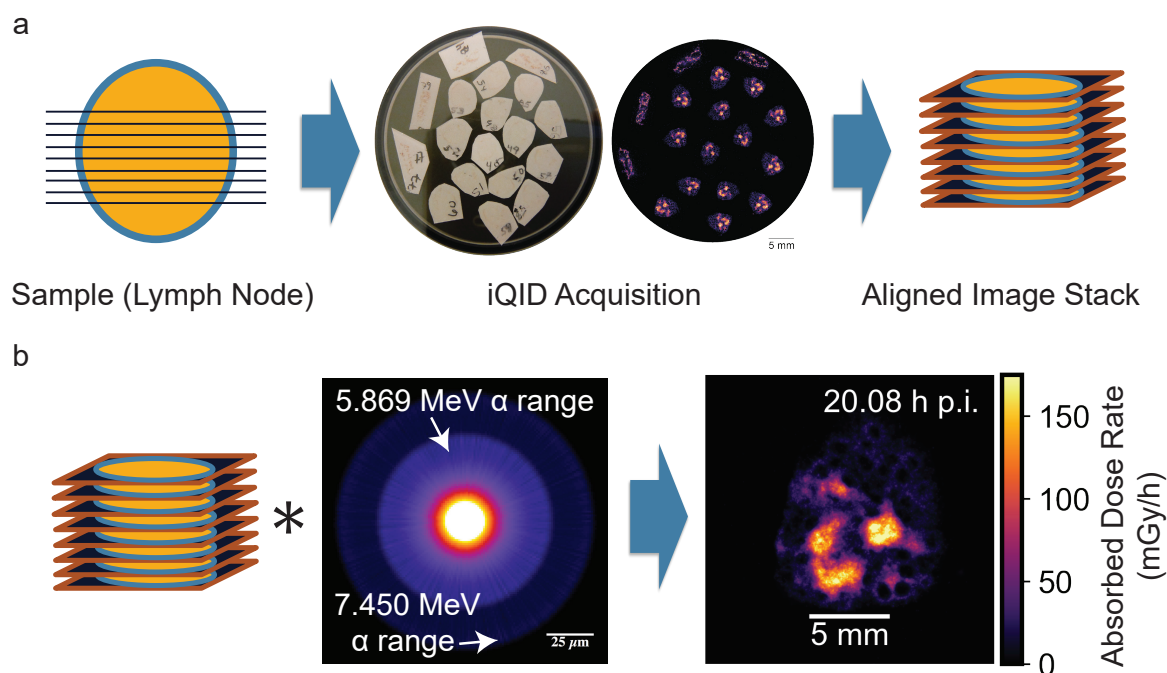 a
5 mm
Sample (Lymph Node)
iQID Acquisition
Aligned Image Stack
b
5.869 MeV α range
20.08 h p.i.
150
100
50
0
Absorbed Dose Rate
(mGy/h)
*
7.450 MeV
α range
25 μm
5 mm